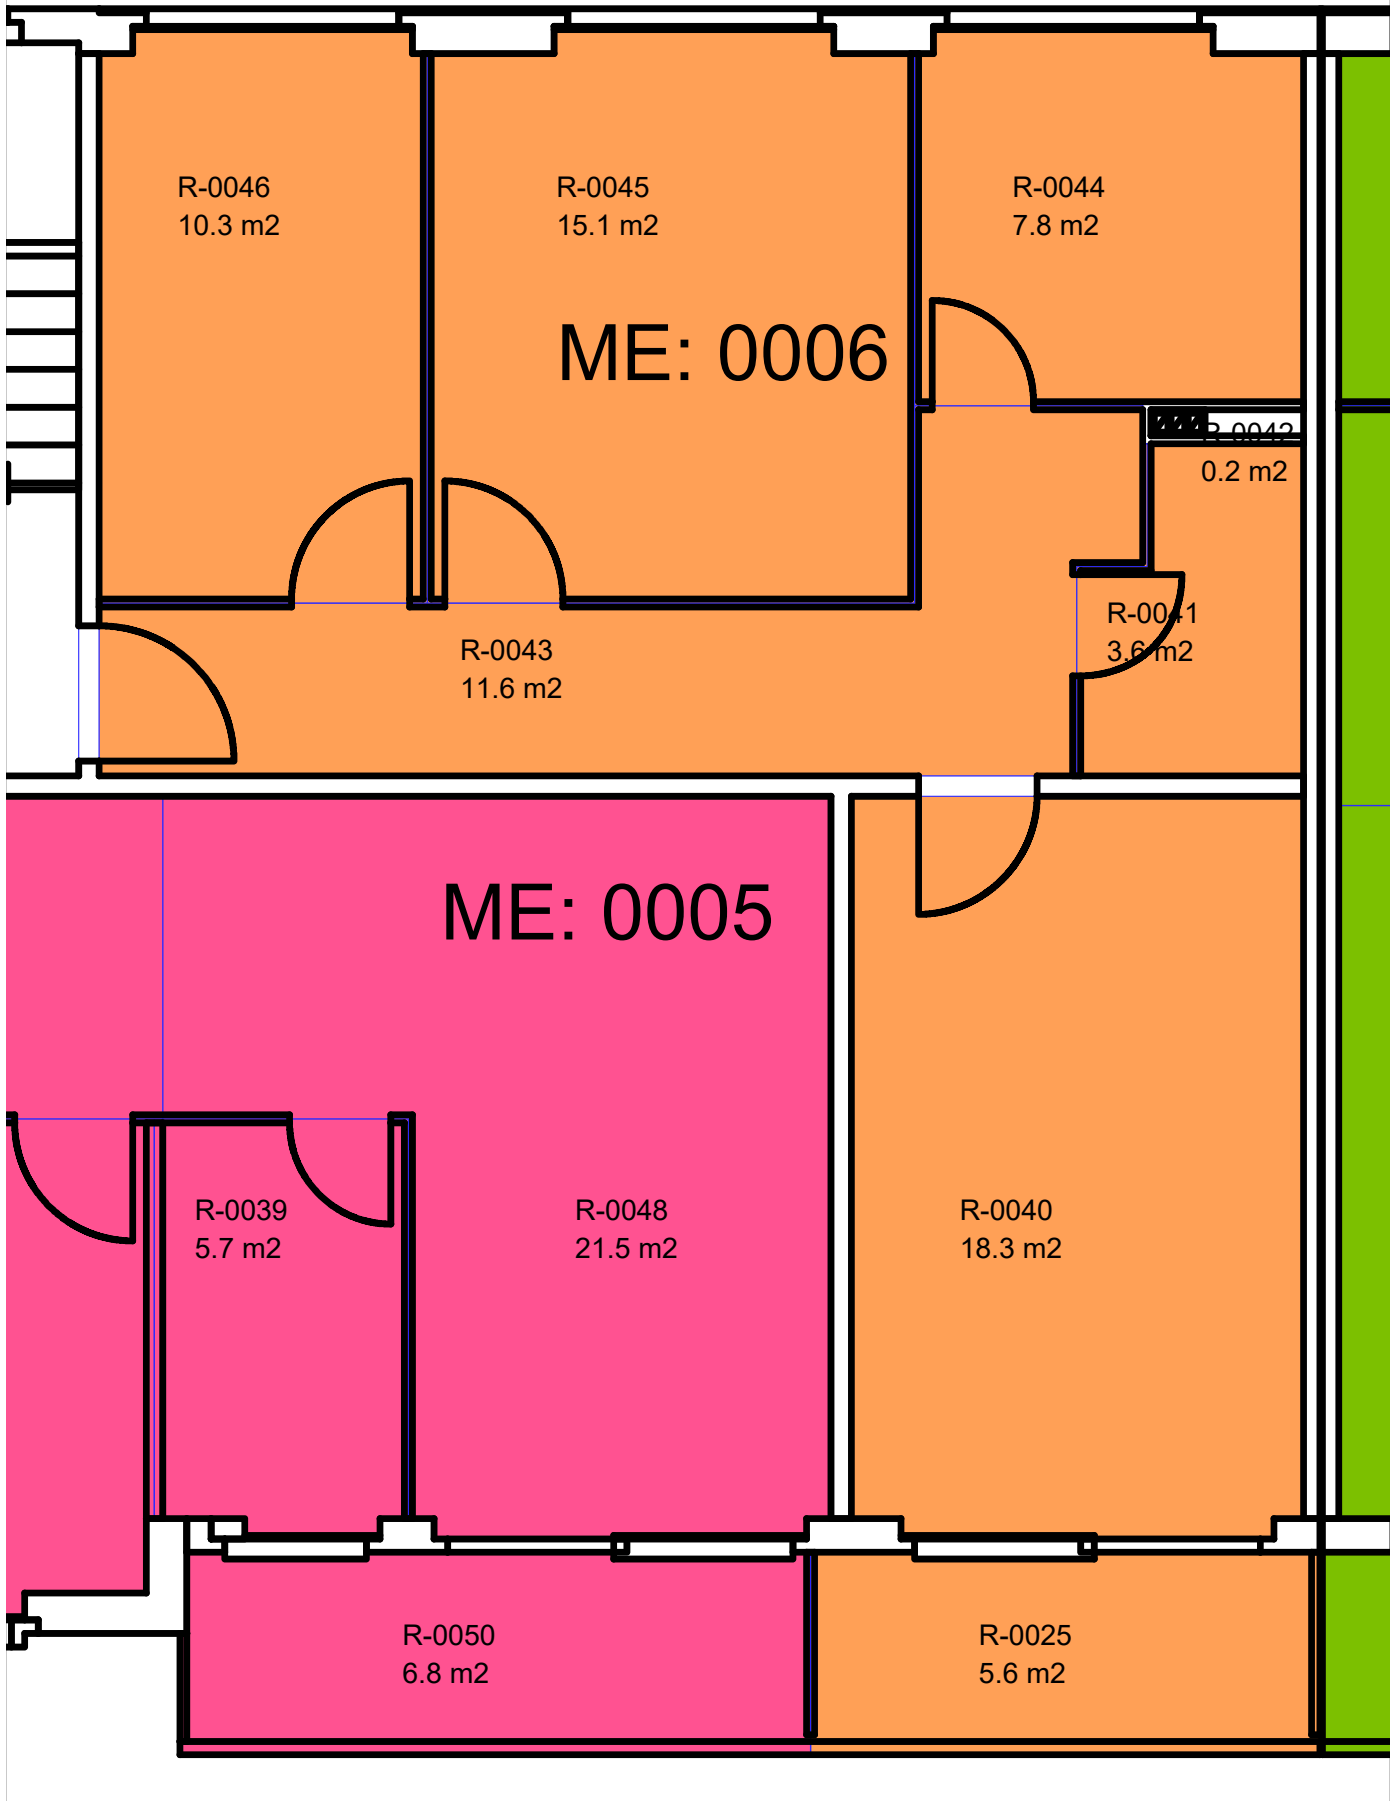 R-0046
10.3 m2
R-0045
15.1 m2
R-0044
7.8 m2
ME: 0006
R-0042
0.2 m2
R-0041
3.6 m2
R-0043
11.6 m2
ME: 0005
R-0039
5.7 m2
R-0048
21.5 m2
R-0040
18.3 m2
R-0050
6.8 m2
R-0025
5.6 m2